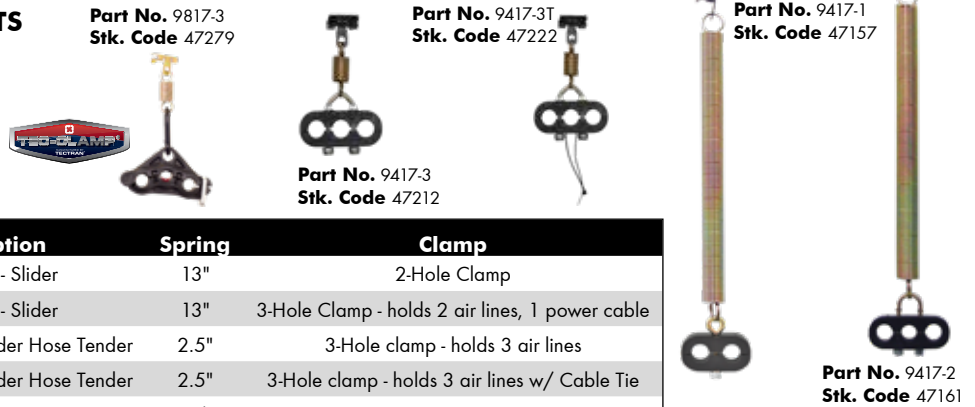 TS
Part No. 9817-3
Stk. Code 47279
Part No. 9417-3T
Stk. Code 47222
Part No. 9417-1
Stk. Code 47157
TEC-CLAMP
TECTRAN
Part No. 9417-3
Stk. Code 47212
ption Spring Clamp
- Slider 13" 2-Hole Clamp
- Slider 13" 3-Hole Clamp - holds 2 air lines, 1 power cable
der Hose Tender 2.5" 3-Hole clamp - holds 3 air lines
der Hose Tender 2.5" 3-Hole clamp - holds 3 air lines w/ Cable Tie
Part No. 9417-2
Stk. Code 47161